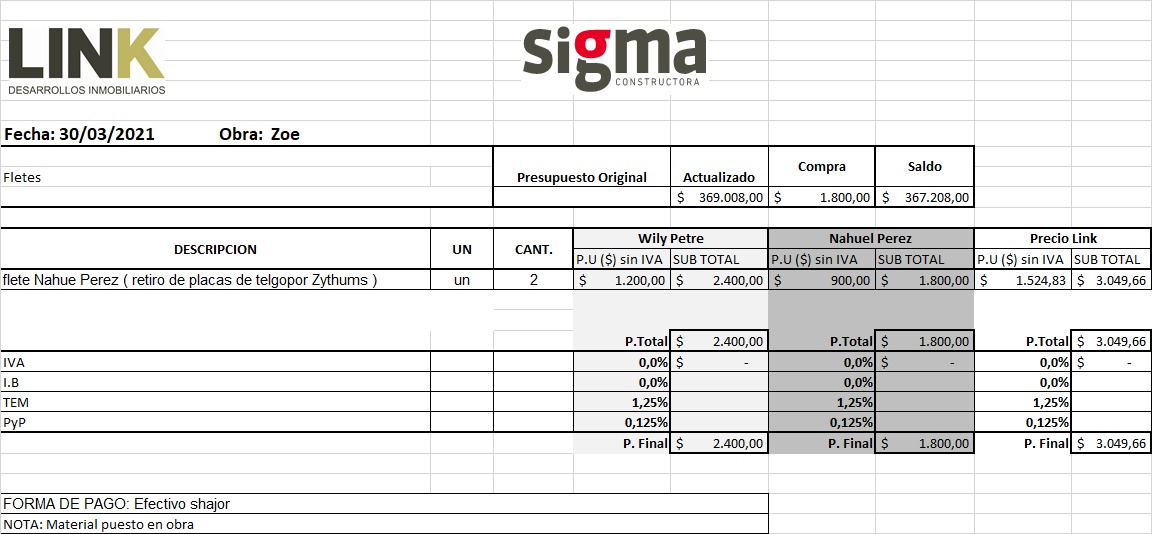 LINK
DESARROLLOS INMOBILIARIOS
sigma
CONSTRUCTORA
Fecha: 30/03/2021 Obra: Zoe
Fletes Presupuesto Original Actualizado Compra Saldo
$ 369.008,00 $ 1.800,00 $ 367.208,00
DESCRIPCION UN CANT. Wily Petre Nahuel Perez Precio Link
P.U ($) sin IVA SUB TOTAL P.U ($) sin IVA SUB TOTAL P.U ($) sin IVA SUB TOTAL
flete Nahue Perez ( retiro de placas de telgopor Zythums ) un 2 $ 1.200,00 $ 2.400,00 $ 900,00 $ 1.800,00 $ 1.524,83 $ 3.049,66
P.Total $ 2.400,00 P.Total $ 1.800,00 P.Total $ 3.049,66
IVA 0,0% $ - 0,0% $ - 0,0% $ -
I.B 0,0% 0,0% 0,0%
TEM 1,25% 1,25% 1,25%
PyP 0,125% 0,125% 0,125%
P. Final $ 2.400,00 P. Final $ 1.800,00 P. Final $ 3.049,66
FORMA DE PAGO: Efectivo shajor
NOTA: Material puesto en obra